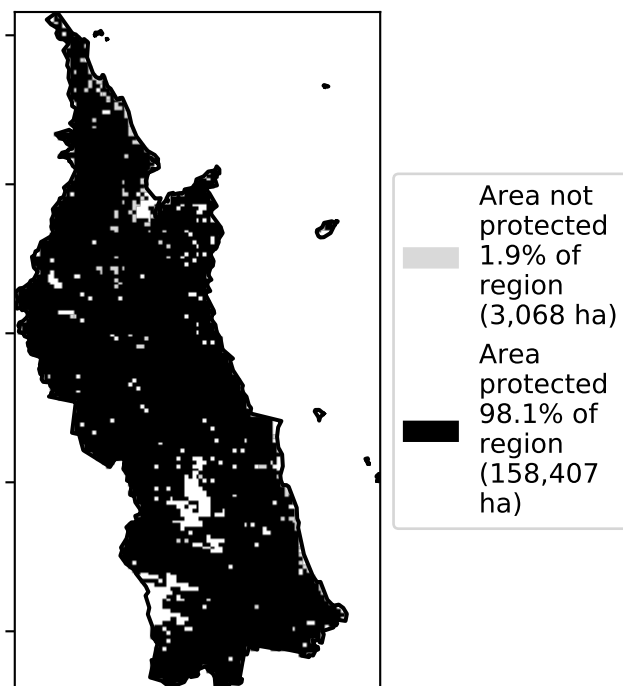 Area not
protected
1.9% of
region
(3,068 ha)
Area
protected
98.1% of
region
(158,407
ha)